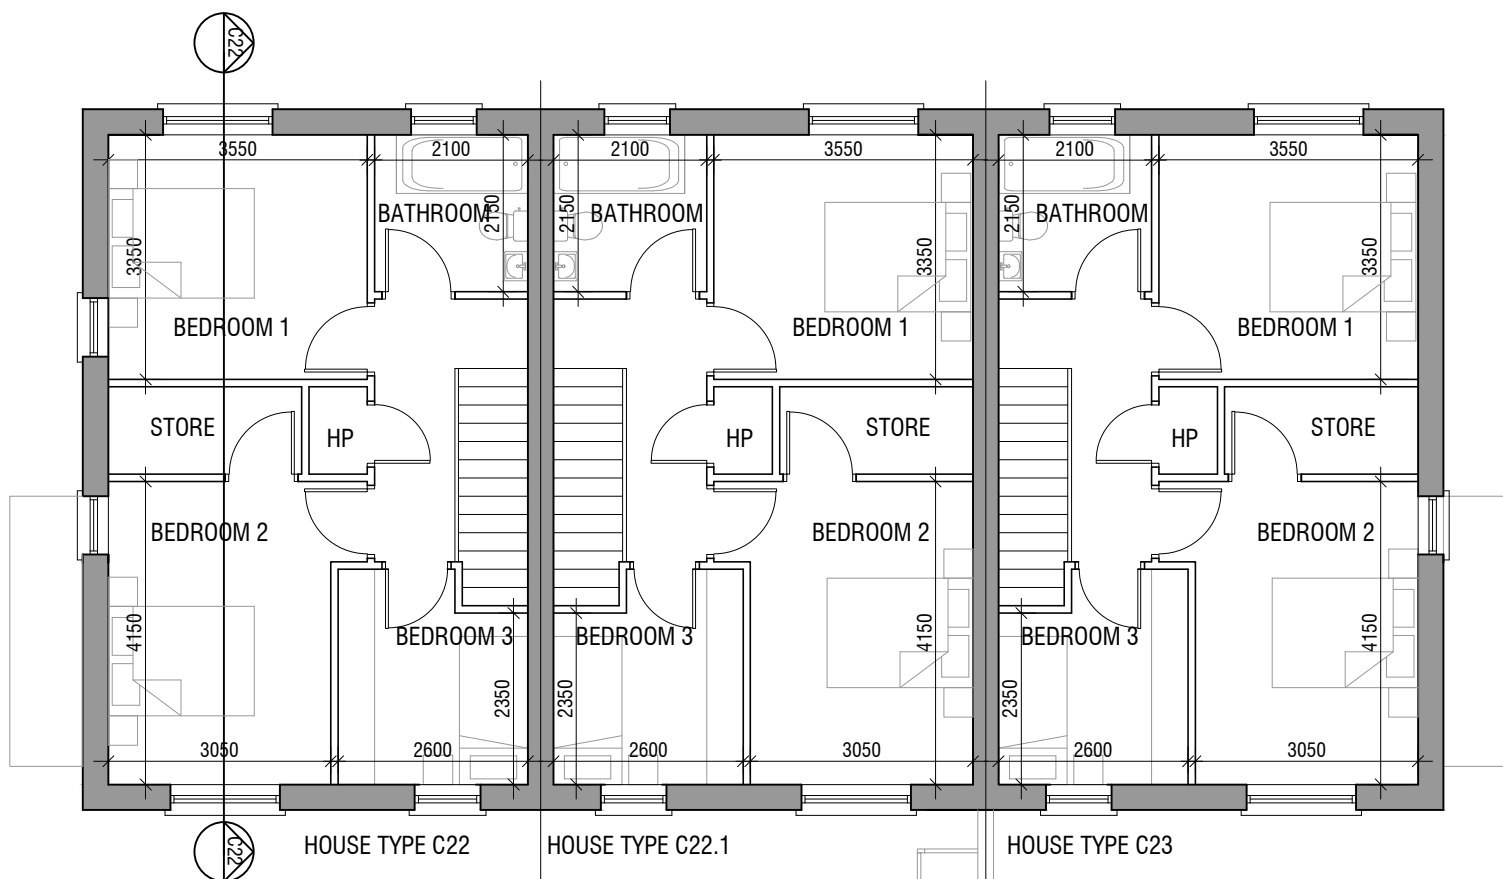 C22
3550
2100
2100
3550
2100
3550
2150
2150
2150
BATHROOM
BATHROOM
BATHROOM
3350
3350
3350
BEDROOM 1
BEDROOM 1
BEDROOM 1
STORE
HP
HP
STORE
HP
STORE
BEDROOM 2
BEDROOM 2
BEDROOM 2
4150
BEDROOM 3
BEDROOM 3
4150
BEDROOM 3
4150
2350
2350
2350
3050
2600
2600
3050
2600
3050
C22
HOUSE TYPE C22
HOUSE TYPE C22.1
HOUSE TYPE C23